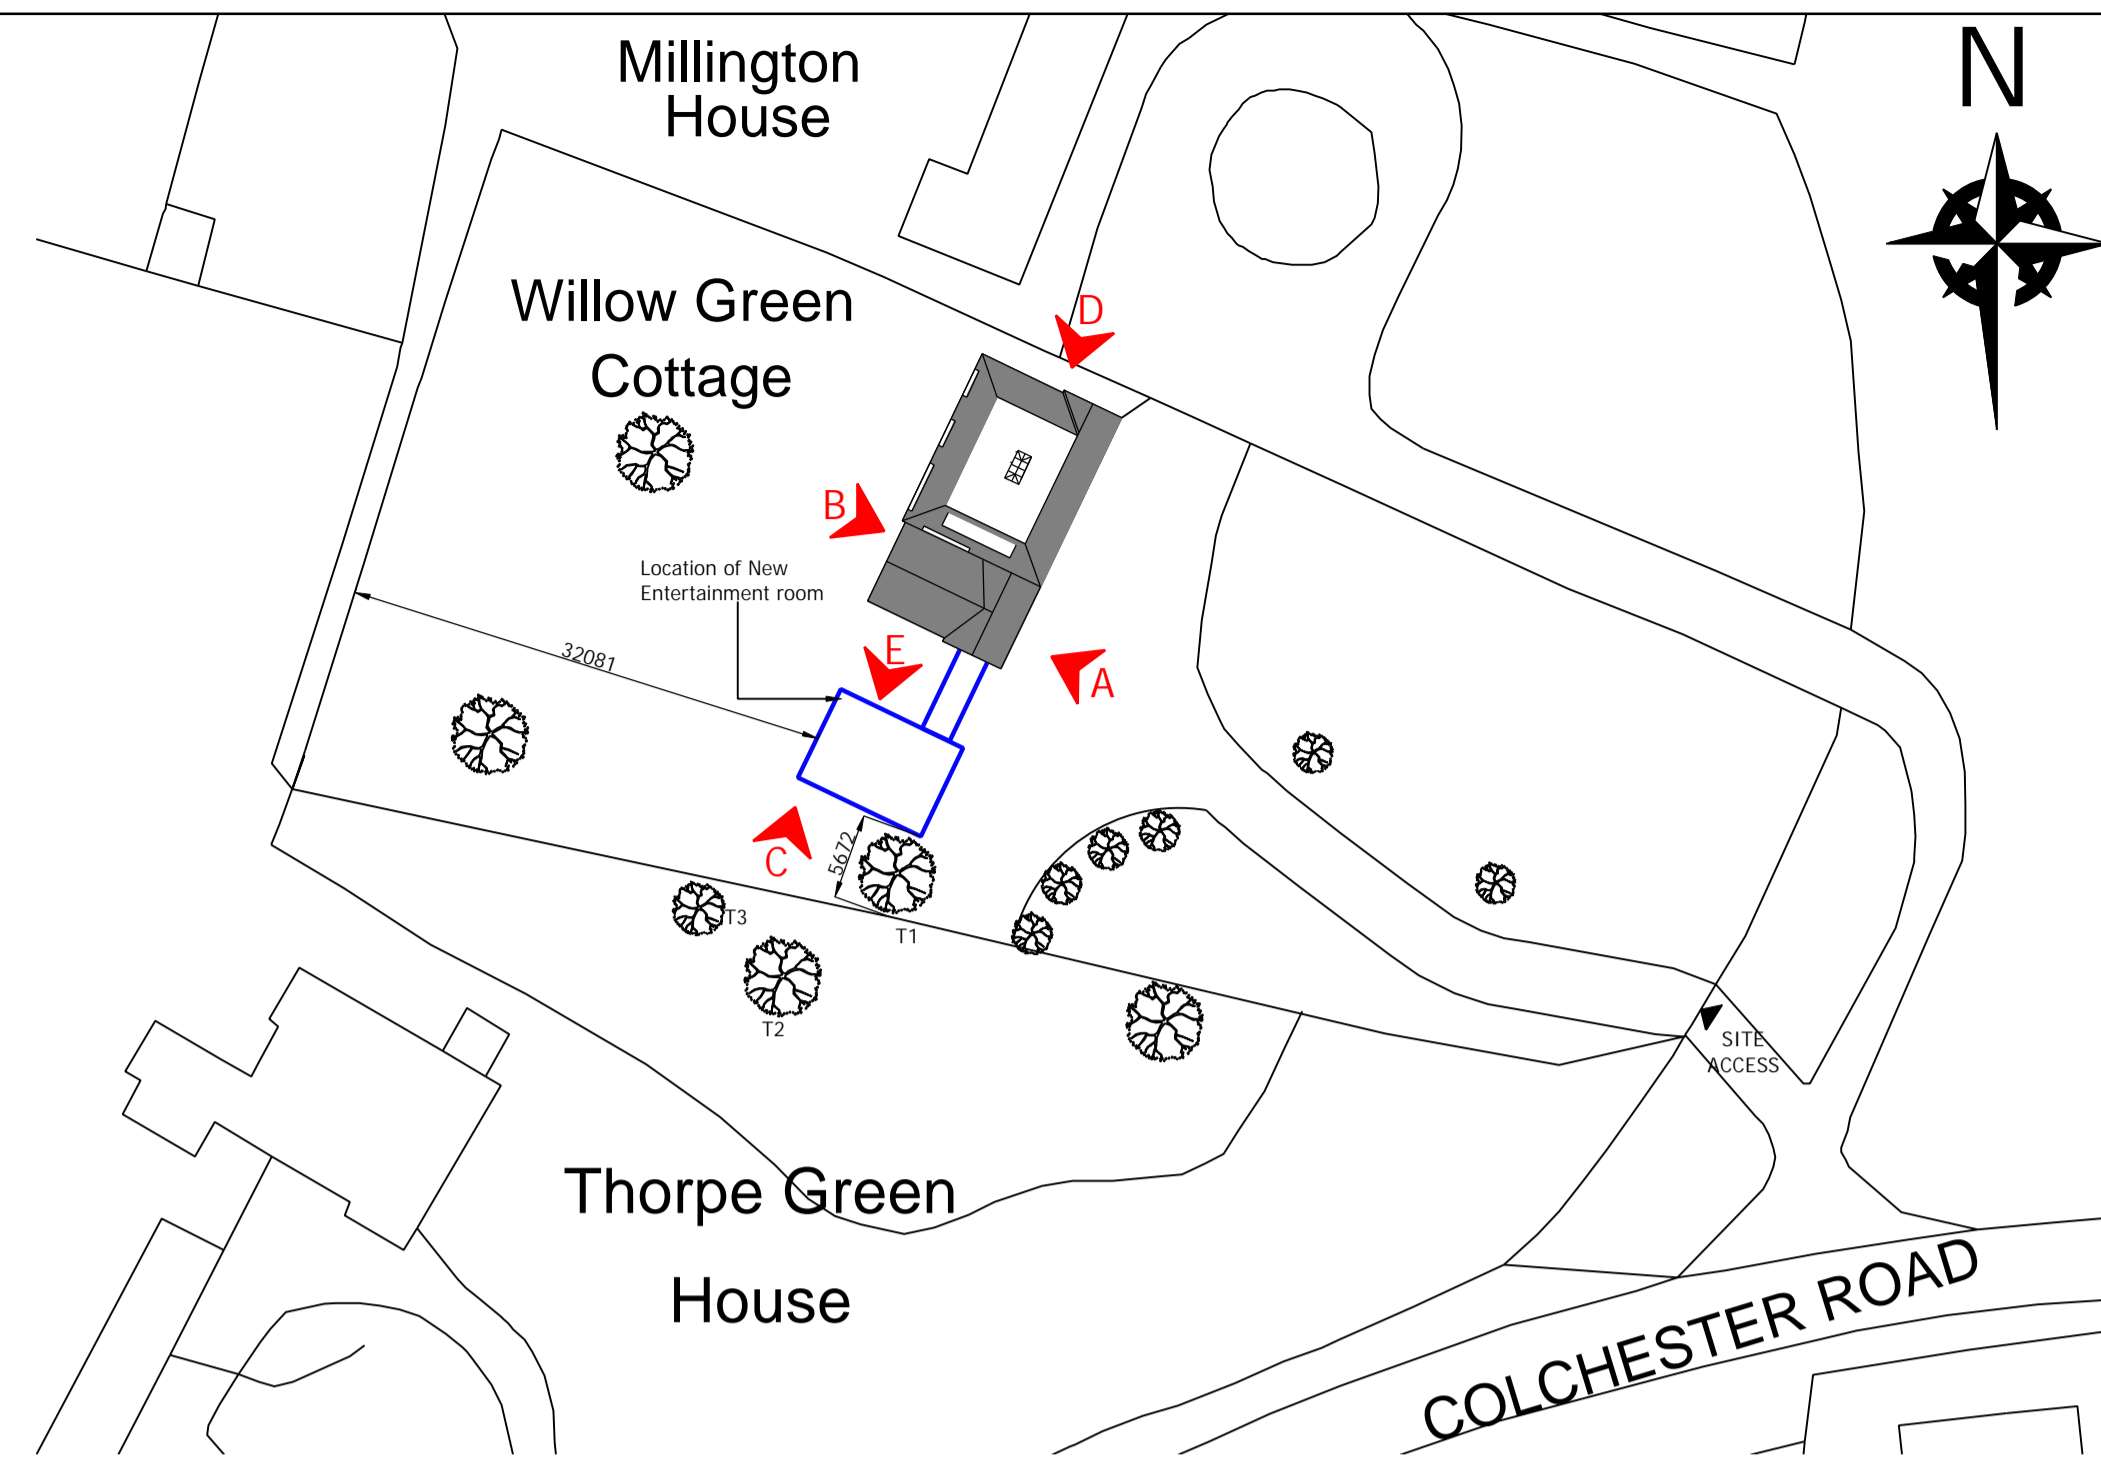 Millington
House
N
Willow Green
Cottage
D
B
Location of New
Entertainment room
E
A
32081
C
5672
T3
T1
T2
SITE
ACCESS
Thorpe Green
House
COLCHESTER ROAD